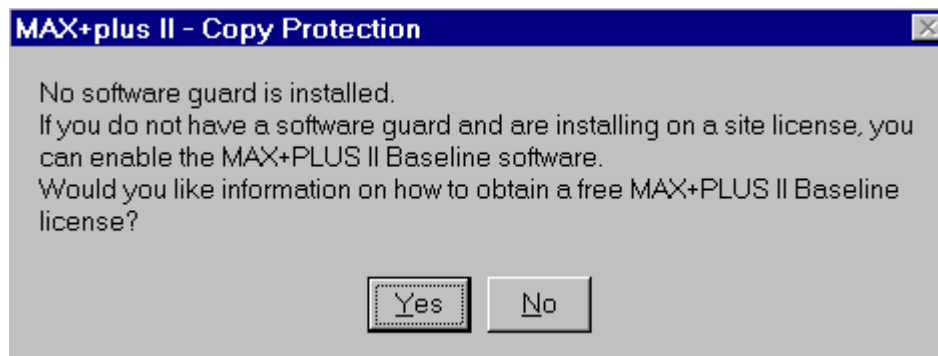 MAX+plus II - Copy Protection
No software guard is installed.
If you do not have a software guard and are installing on a site license, you
can enable the MAX+PLUS II Baseline software.
Would you like information on how to obtain a free MAX+PLUS II Baseline
license?
Yes No